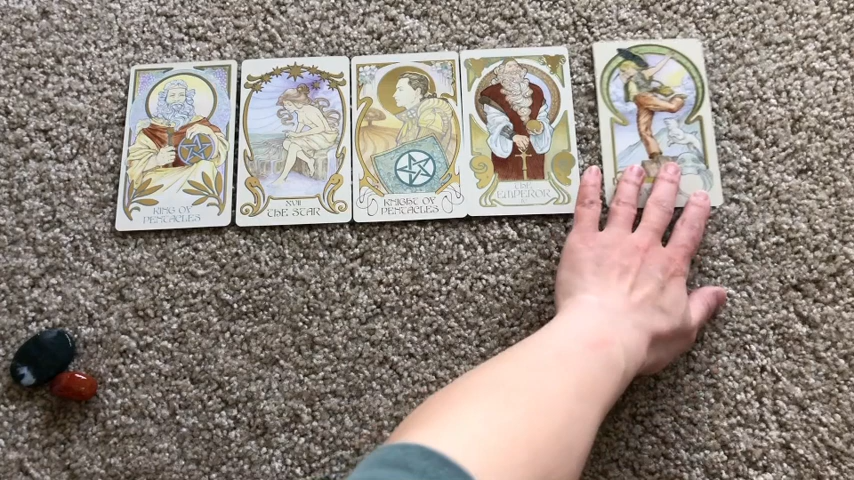 KING OF
PENTACLES
XVII
THE STAR
KNIGHT OF
PENTACLES
THE
EMPEROR